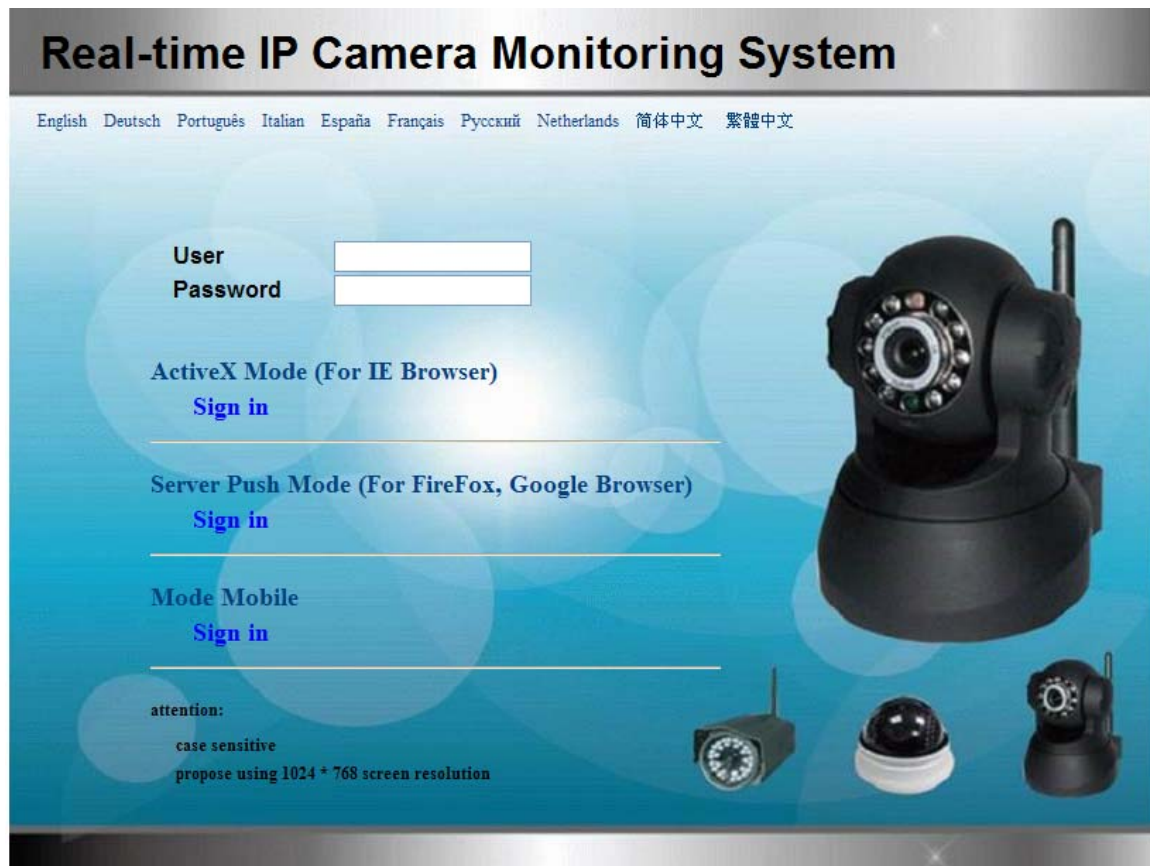 Real-time IP Camera Monitoring System
English Deutsch Português Italian España Français Русский Netherlands 简体中文 繁體中文
User
Password
ActiveX Mode (For IE Browser)
Sign in
Server Push Mode (For FireFox, Google Browser)
Sign in
Mode Mobile
Sign in
attention:
case sensitive
propose using 1024 * 768 screen resolution